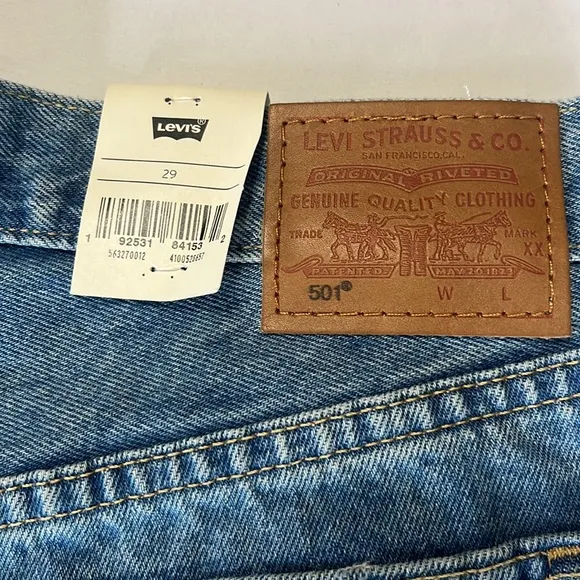 LEVI'S®
29
1 92531 84153 2
563270012 4100526657
LEVI STRAUSS & CO.
SAN FRANCISCO, CAL.
ORIGINAL RIVETED
GENUINE QUALITY CLOTHING
TRADE MARK
XX
PATENTED MAY 20 1873
501® W L